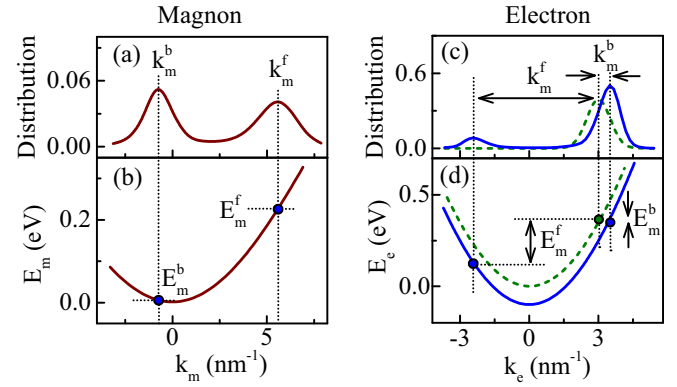 Magnon
Electron
(a)
k_m^b
k_m^f
Distribution
0.06
0.00
(b)
E_m^f
E_m^b
E_m (eV)
0.2
0.0
0
5
k_m (nm^-1)
(c)
k_m^b
k_m^f
Distribution
0.6
0.0
(d)
E_m^f
E_m^b
E_e (eV)
0.5
0.0
-3
0
3
k_e (nm^-1)